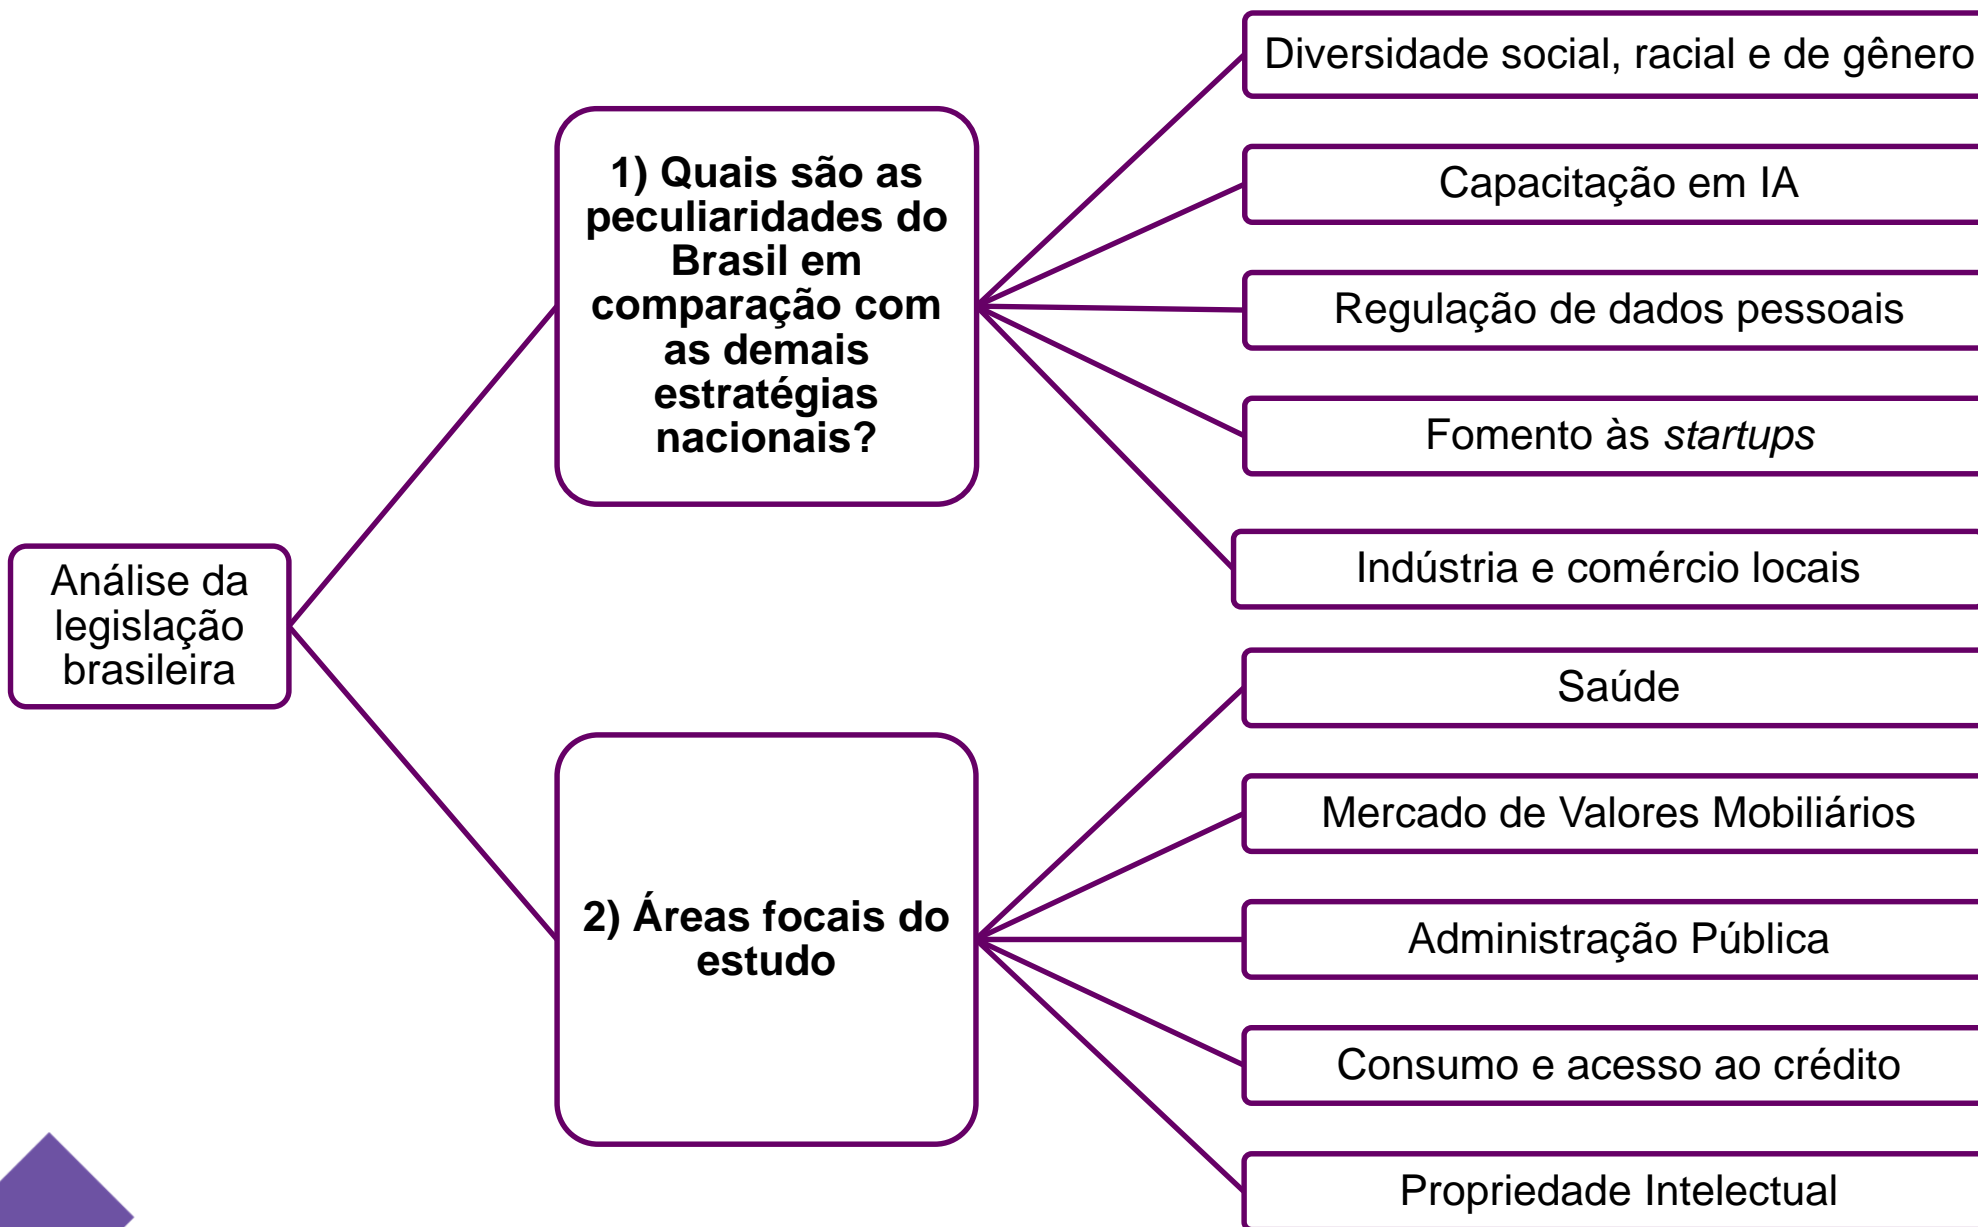 Análise da
legislação
brasileira
1) Quais são as
peculiaridades do
Brasil em
comparação com
as demais
estratégias
nacionais?
Diversidade social, racial e de gênero
Capacitação em IA
Regulação de dados pessoais
Fomento às startups
Indústria e comércio locais
2) Áreas focais do
estudo
Saúde
Mercado de Valores Mobiliários
Administração Pública
Consumo e acesso ao crédito
Propriedade Intelectual